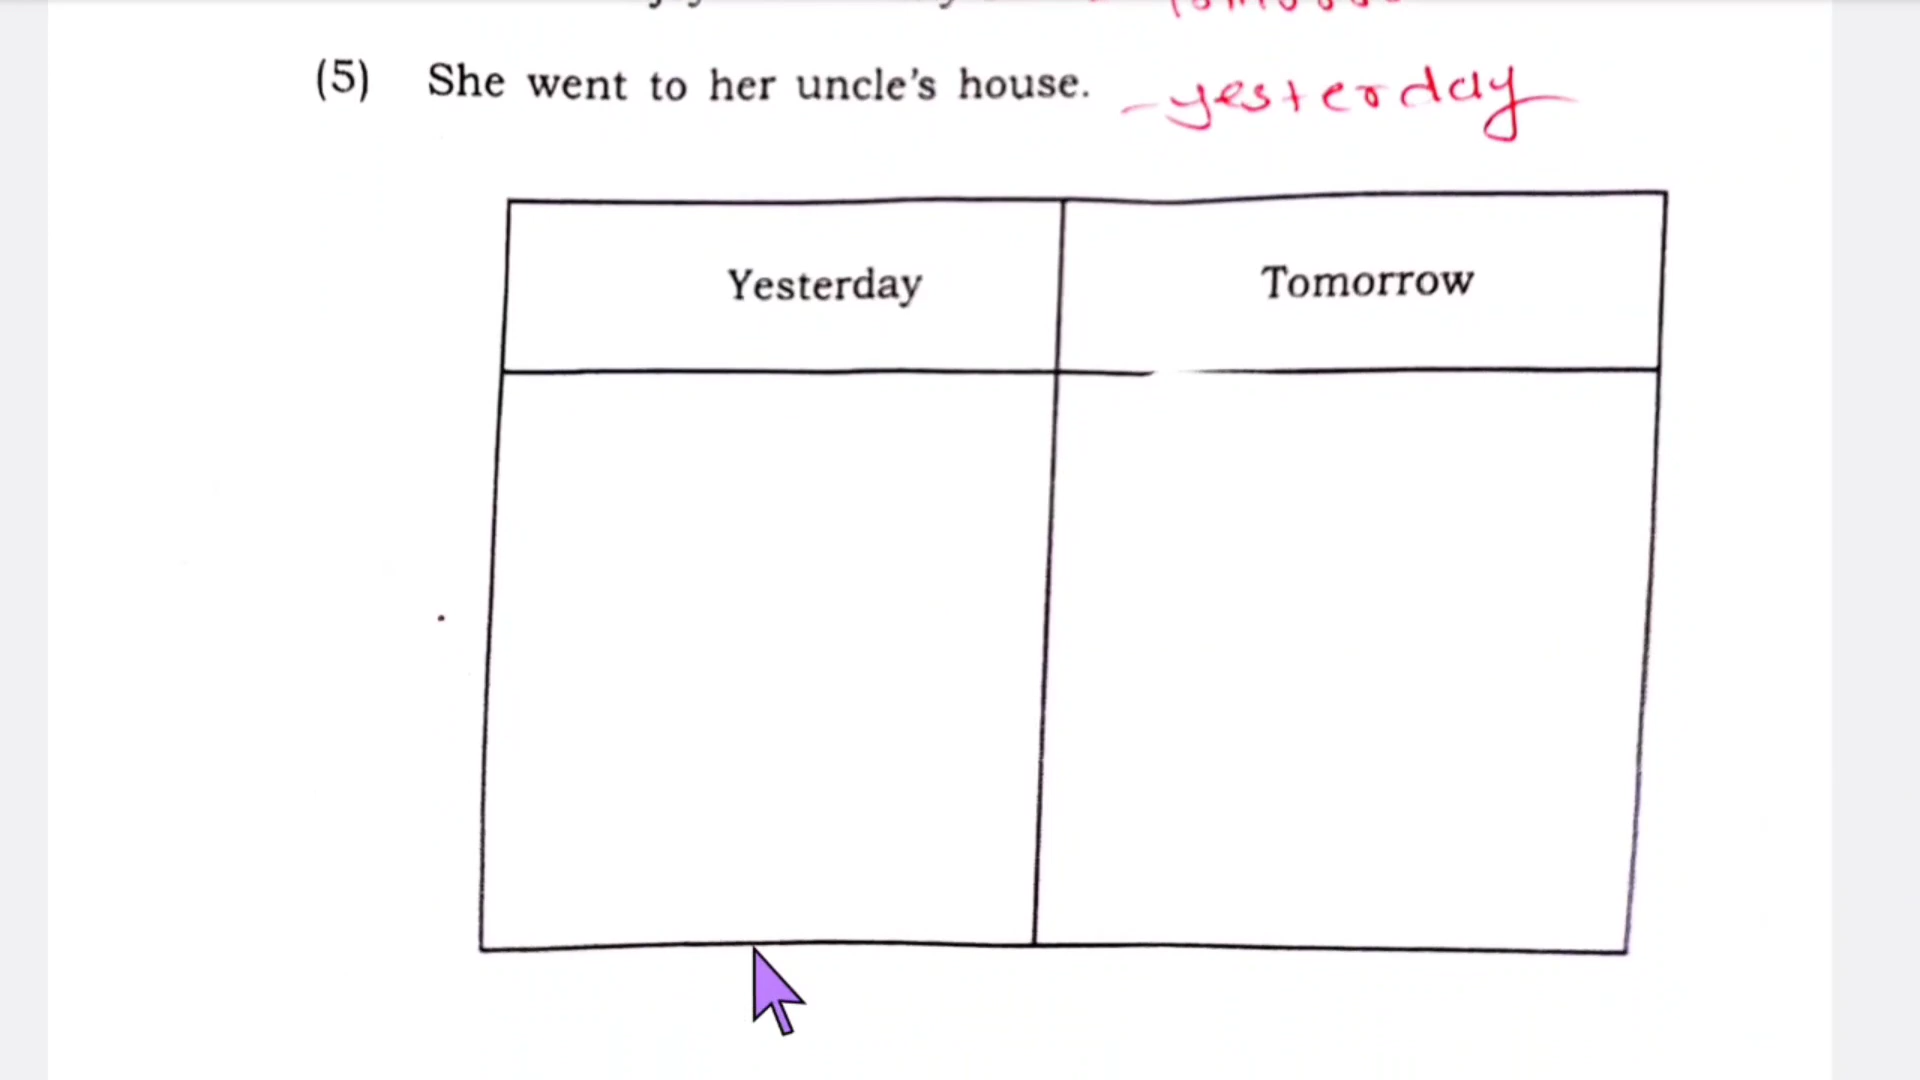 (5) She went to her uncle's house. - yesterday
Yesterday Tomorrow